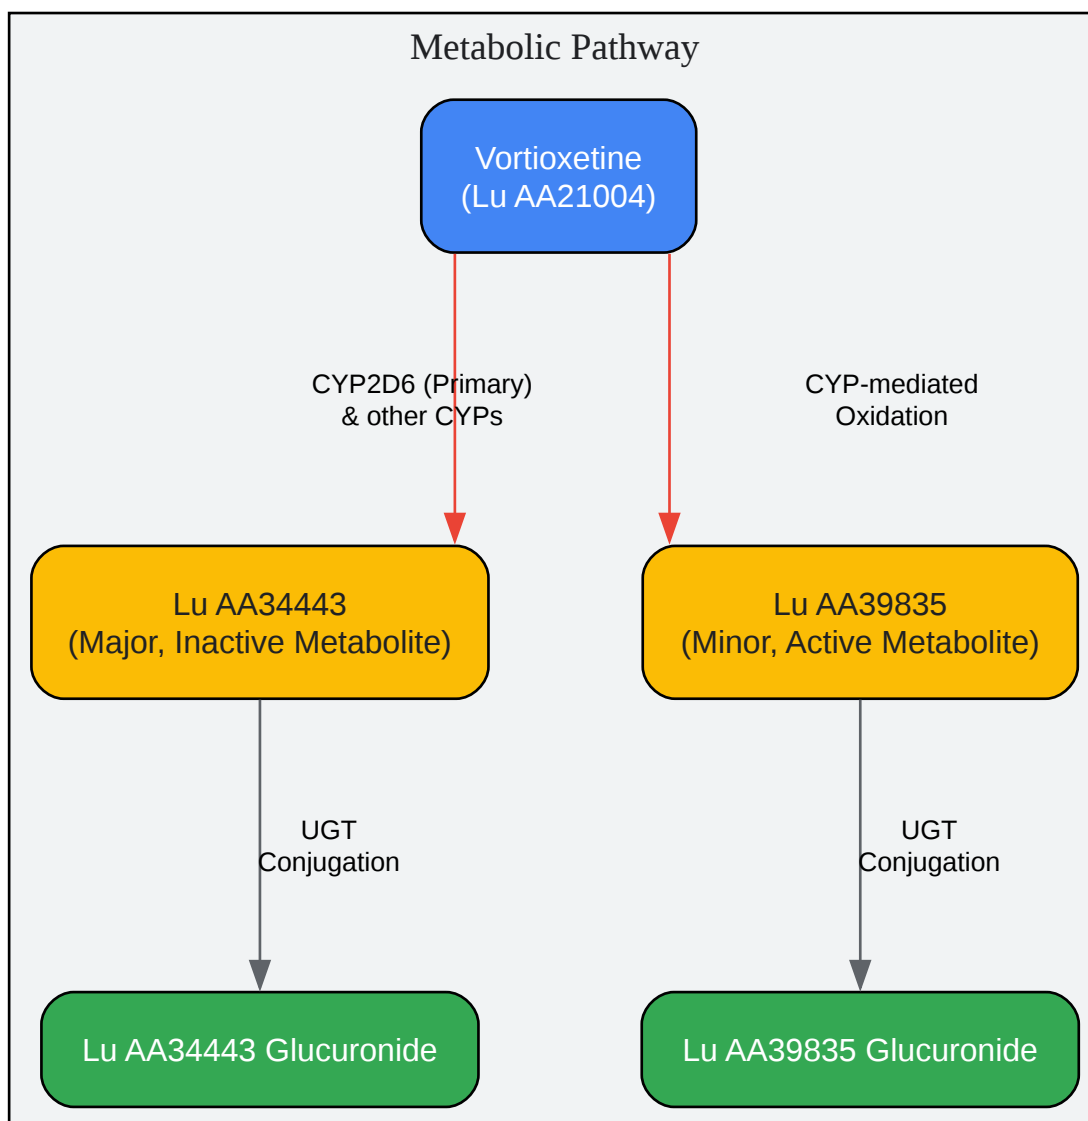 Metabolic Pathway
Vortioxetine
(Lu AA21004)
CYP2D6 (Primary)
& other CYPs
CYP-mediated
Oxidation
Lu AA34443
(Major, Inactive Metabolite)
Lu AA39835
(Minor, Active Metabolite)
UGT
Conjugation
UGT
Conjugation
Lu AA34443 Glucuronide
Lu AA39835 Glucuronide